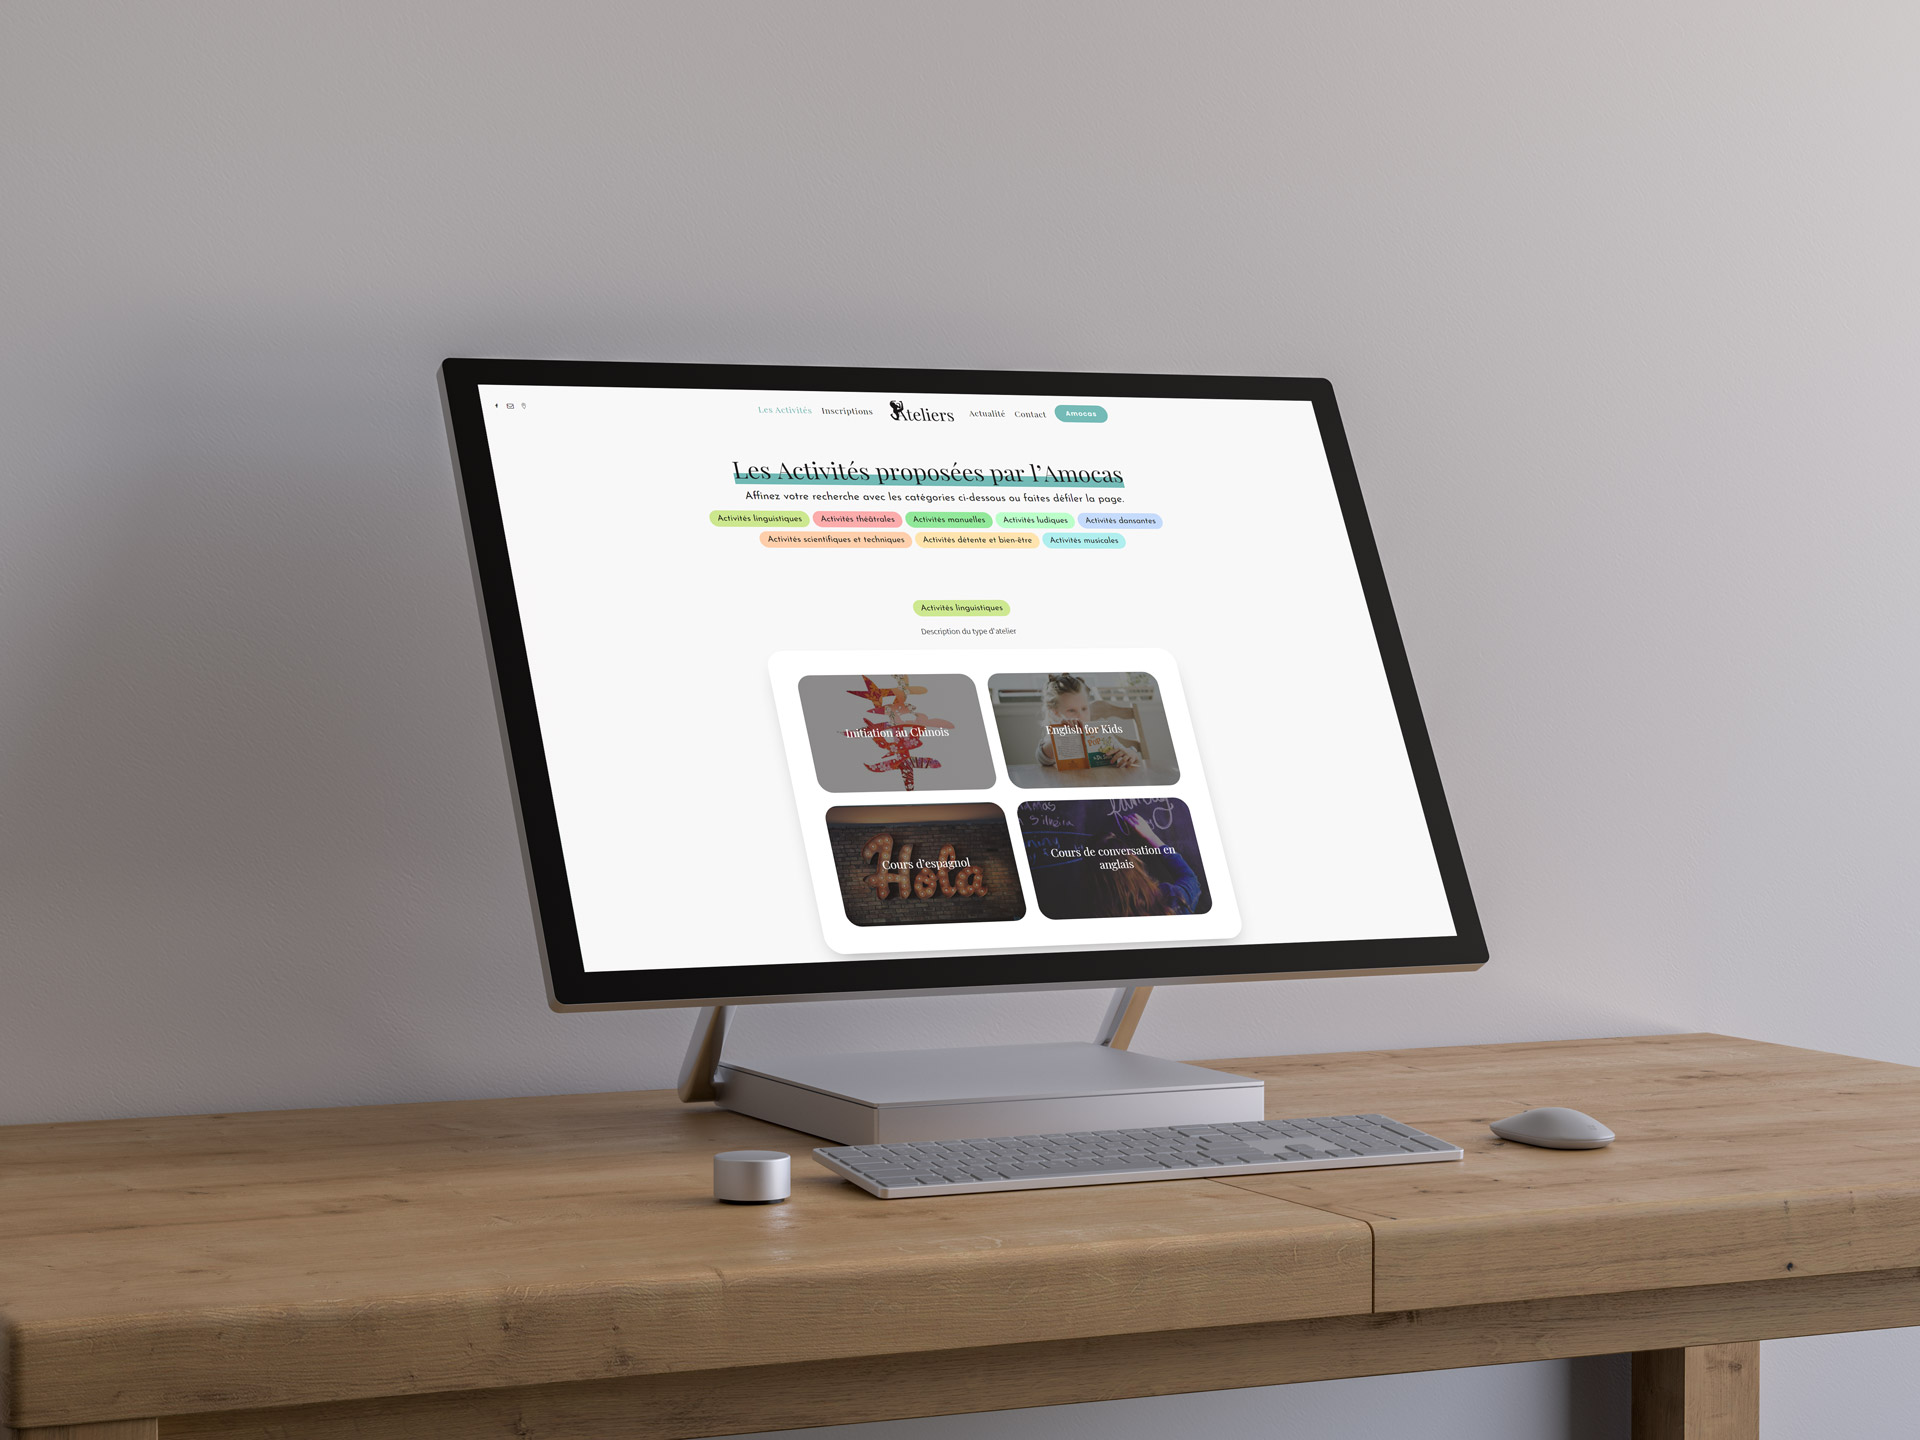 Les Activités Inscriptions Ateliers Actualité Contact Amocas
Les Activités proposées par l'Amocas
Affinez votre recherche avec les catégories ci-dessous ou faites défiler la page.
Activités linguistiques Activités théâtrales Activités manuelles Activités ludiques Activités dansantes
Activités scientifiques et techniques Activités détente et bien-être Activités musicales
Activités linguistiques
Description du type d'atelier
Initiation au Chinois
English for Kids
Hola
Cours d'espagnol
family
Cours de conversation en
anglais